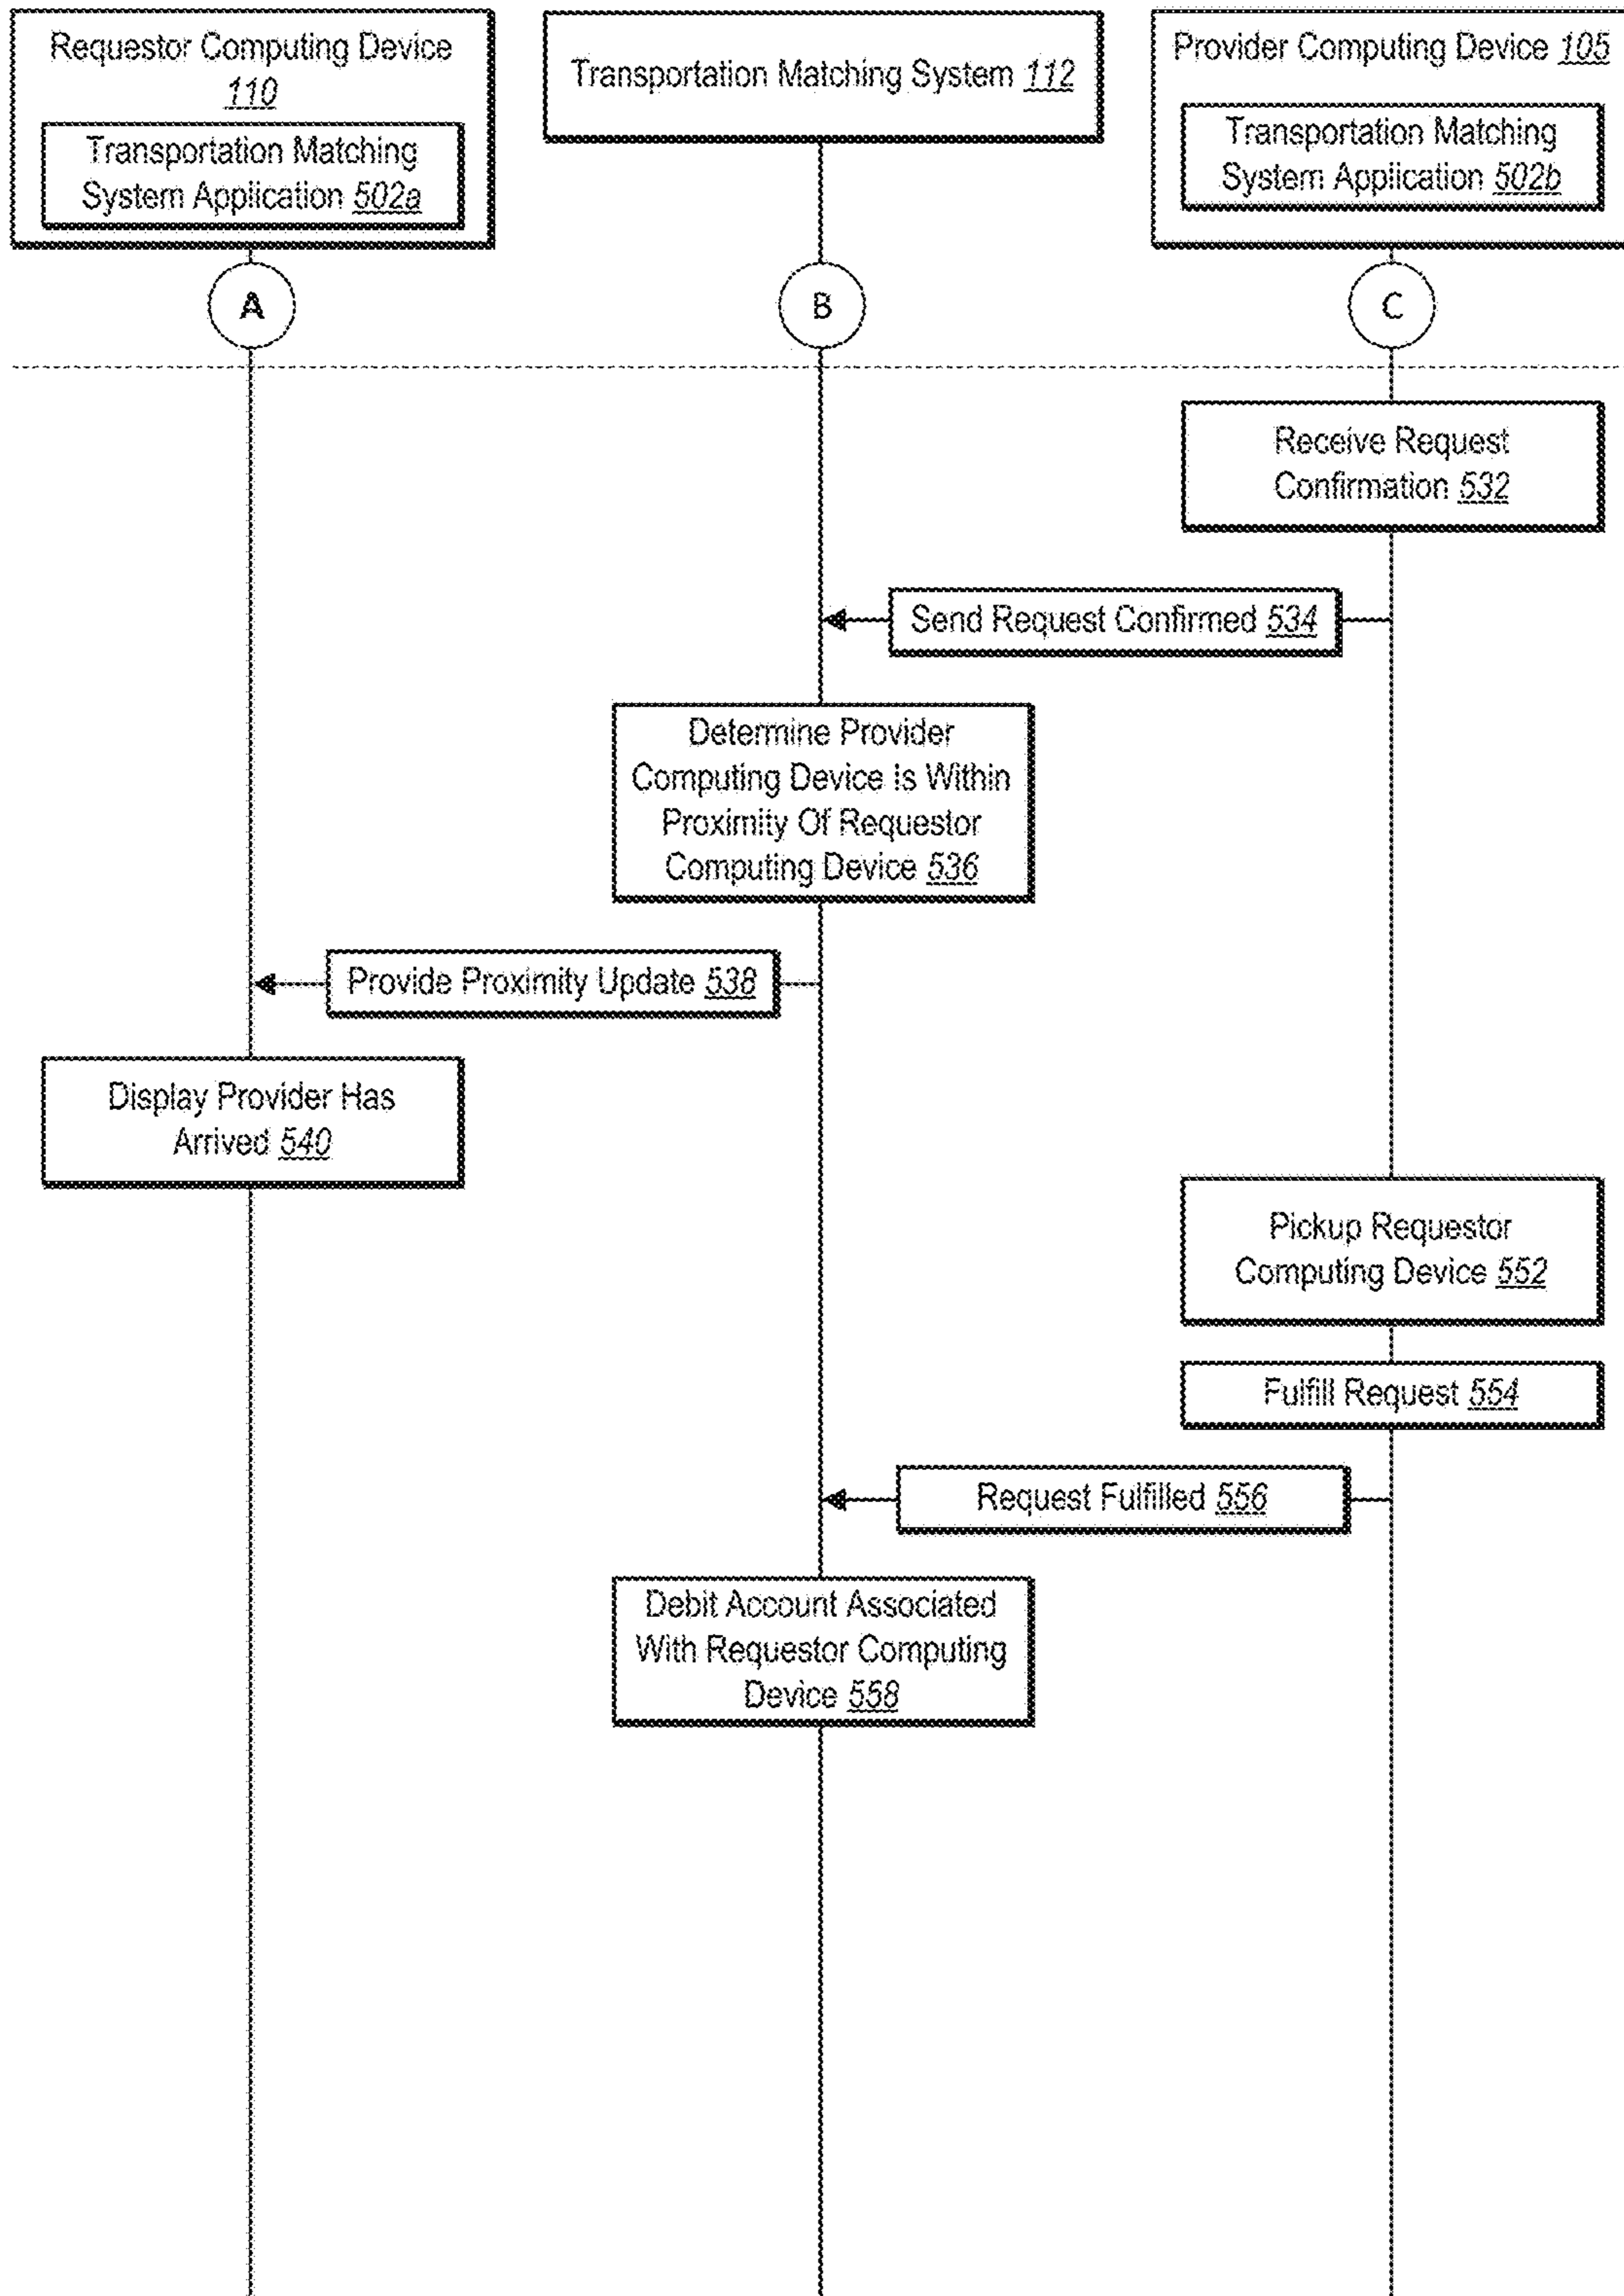 Requestor Computing Device
110
Transportation Matching
System Application 502a
Transportation Matching System 112
Provider Computing Device 105
Transportation Matching
System Application 502b
A
B
C
Receive Request
Confirmation 532
Send Request Confirmed 534
Determine Provider
Computing Device Is Within
Proximity Of Requestor
Computing Device 536
Provide Proximity Update 538
Display Provider Has
Arrived 540
Pickup Requestor
Computing Device 552
Fulfill Request 554
Request Fulfilled 556
Debit Account Associated
With Requestor Computing
Device 558